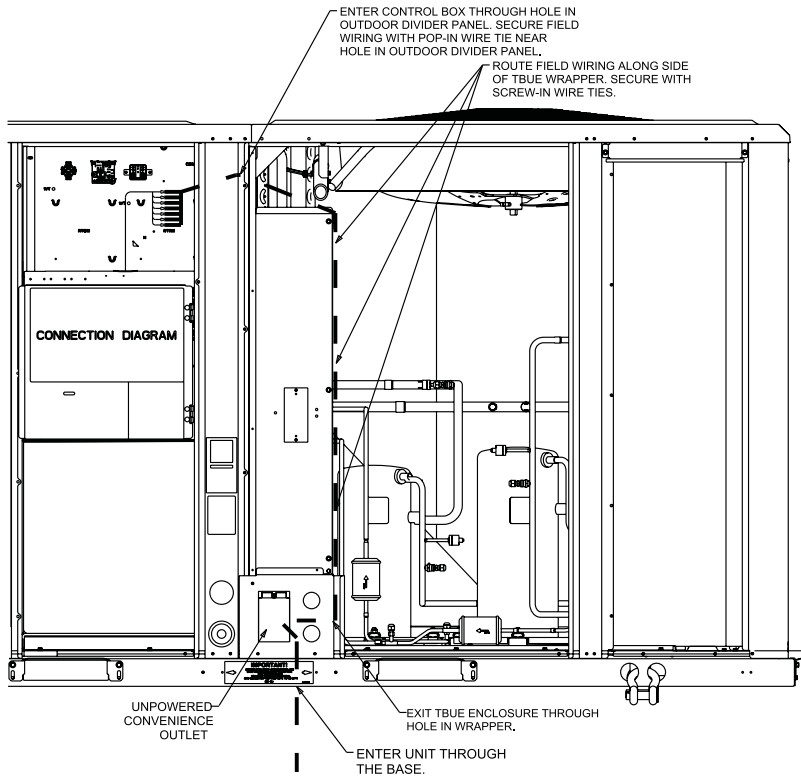 ENTER CONTROL BOX THROUGH HOLE IN
OUTDOOR DIVIDER PANEL. SECURE FIELD
WIRING WITH POP-IN WIRE TIE NEAR
HOLE IN OUTDOOR DIVIDER PANEL.
ROUTE FIELD WIRING ALONG SIDE
OF TBUE WRAPPER. SECURE WITH
SCREW-IN WIRE TIES.
CONNECTION DIAGRAM
IMPORTANT!
UNPOWERED
CONVENIENCE
OUTLET
EXIT TBUE ENCLOSURE THROUGH
HOLE IN WRAPPER.
ENTER UNIT THROUGH
THE BASE.